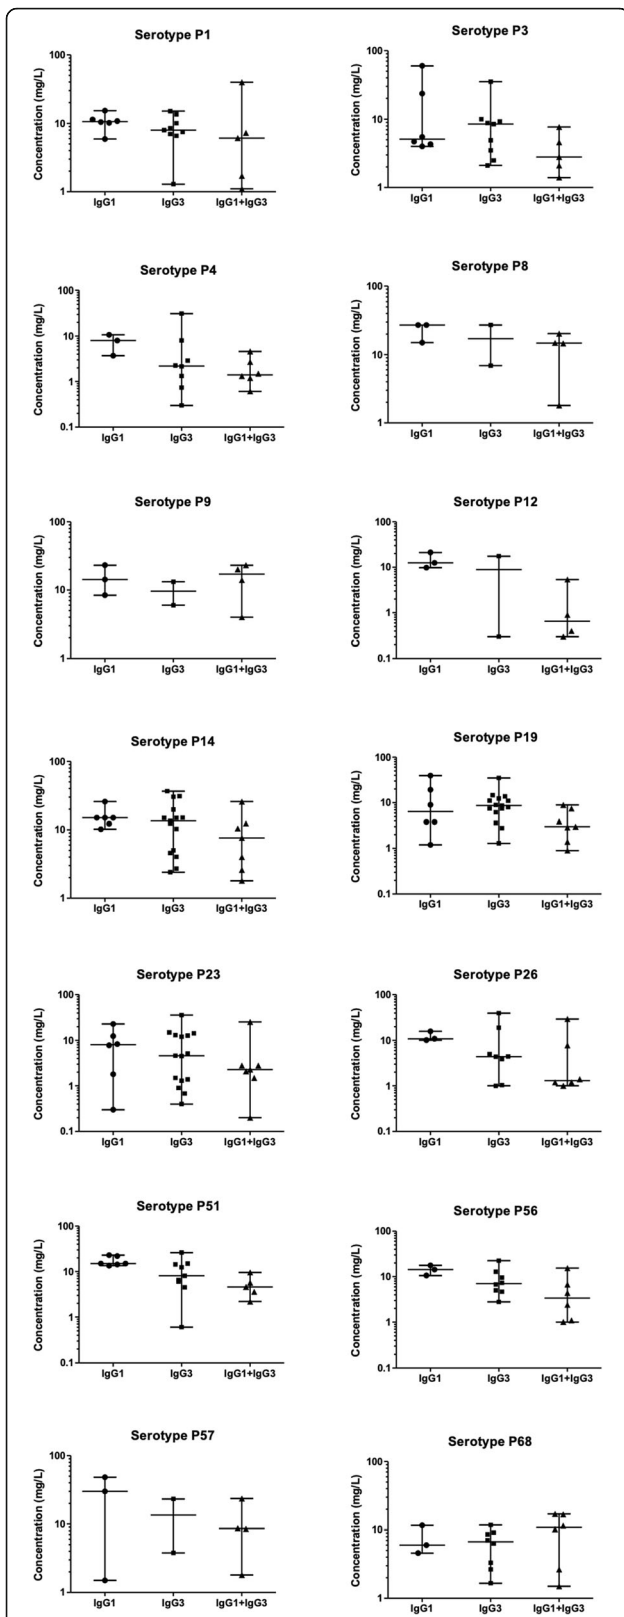 Serotype P1
Concentration (mg/L)
100
10
1
IgG1 IgG3 IgG1+IgG3
Serotype P3
Concentration (mg/L)
100
10
1
IgG1 IgG3 IgG1+IgG3
Serotype P4
Concentration (mg/L)
100
10
1
0.1
IgG1 IgG3 IgG1+IgG3
Serotype P8
Concentration (mg/L)
100
10
1
IgG1 IgG3 IgG1+IgG3
Serotype P9
Concentration (mg/L)
100
10
1
IgG1 IgG3 IgG1+IgG3
Serotype P12
Concentration (mg/L)
100
10
1
0.1
IgG1 IgG3 IgG1+IgG3
Serotype P14
Concentration (mg/L)
100
10
1
IgG1 IgG3 IgG1+IgG3
Serotype P19
Concentration (mg/L)
100
10
1
0.1
IgG1 IgG3 IgG1+IgG3
Serotype P23
Concentration (mg/L)
100
10
1
0.1
IgG1 IgG3 IgG1+IgG3
Serotype P26
Concentration (mg/L)
100
10
1
0.1
IgG1 IgG3 IgG1+IgG3
Serotype P51
Concentration (mg/L)
100
10
1
0.1
IgG1 IgG3 IgG1+IgG3
Serotype P56
Concentration (mg/L)
100
10
1
0.1
IgG1 IgG3 IgG1+IgG3
Serotype P57
Concentration (mg/L)
100
10
1
IgG1 IgG3 IgG1+IgG3
Serotype P68
Concentration (mg/L)
100
10
1
IgG1 IgG3 IgG1+IgG3